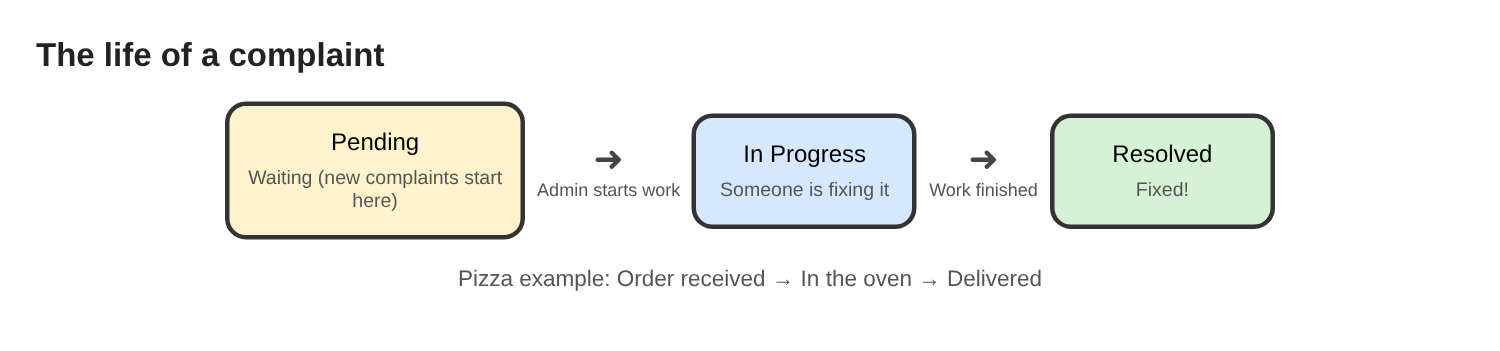 The life of a complaint
Pending
Waiting (new complaints start
here)
➜
Admin starts work
In Progress
Someone is fixing it
➜
Work finished
Resolved
Fixed!
Pizza example: Order received → In the oven → Delivered